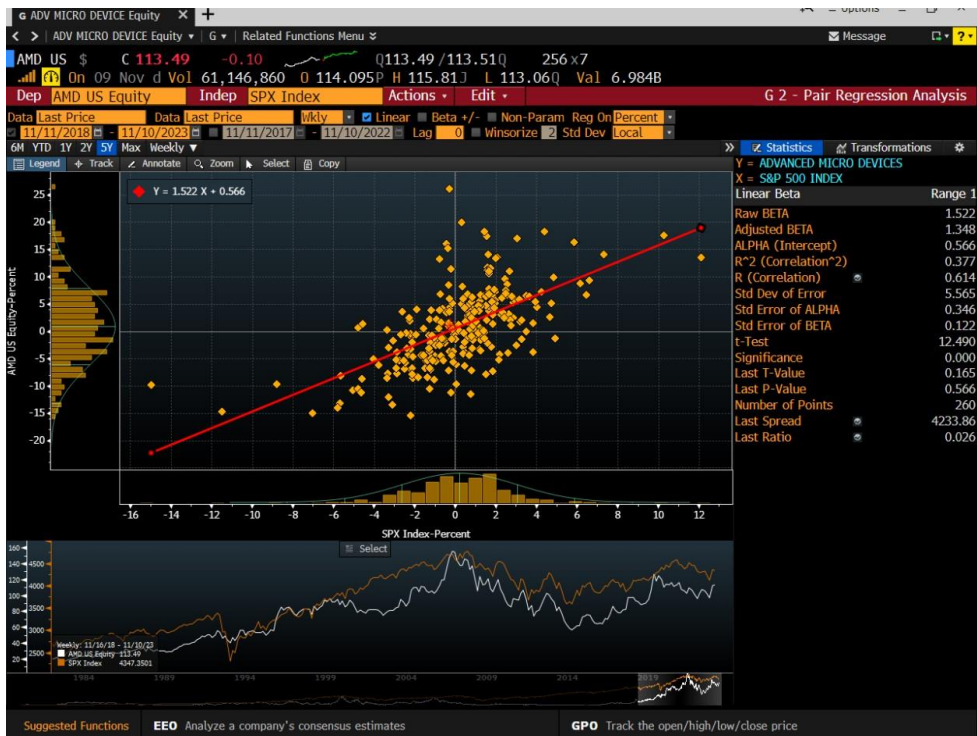 G ADV MICRO DEVICE Equity × +
< > ADV MICRO DEVICE Equity ▾ G ▾ Related Functions Menu Message ?
AMD US $ C 113.49 -0.10 Q113.49 /113.51Q 256 x7
On 09 Nov d Vol 61,146,860 O 114.095P H 115.81J L 113.06Q Val 6.984B
Dep AMD US Equity Indep SPX Index Actions Edit G 2 - Pair Regression Analysis
Data Last Price Data Last Price Wkly Linear Beta +/- Non-Param Reg On Percent
11/11/2018 - 11/10/2023 11/11/2017 - 11/10/2022 Lag 0 Winsorize 2 Std Dev Local
6M YTD 1Y 2Y 5Y Max Weekly ▼ » Statistics Transformations
Legend Track Annotate Zoom Select Copy
Y = ADVANCED MICRO DEVICES
X = S&P 500 INDEX
Linear Beta Range 1
Raw BETA 1.522
Adjusted BETA 1.348
ALPHA (Intercept) 0.566
R^2 (Correlation^2) 0.377
R (Correlation) 0.614
Std Dev of Error 5.565
Std Error of ALPHA 0.346
Std Error of BETA 0.122
t-Test 12.490
Significance 0.000
Last T-Value 0.165
Last P-Value 0.566
Number of Points 260
Last Spread 4233.86
Last Ratio 0.026
Y = 1.522 X + 0.566
25
20
15
10
5
0
-5
-10
-15
-20
AMD US Equity-Percent
-16 -14 -12 -10 -8 -6 -4 -2 0 2 4 6 8 10 12
SPX Index-Percent
Select
160
140
120
100
80
60
40
20
4500
4000
3500
3000
2500
Weekly: 11/16/18 - 11/10/23
AMD US Equity 113.49
SPX Index 4347.3501
1984 1989 1994 1999 2004 2009 2014 2019
Suggested Functions EEO Analyze a company's consensus estimates GPO Track the open/high/low/close price